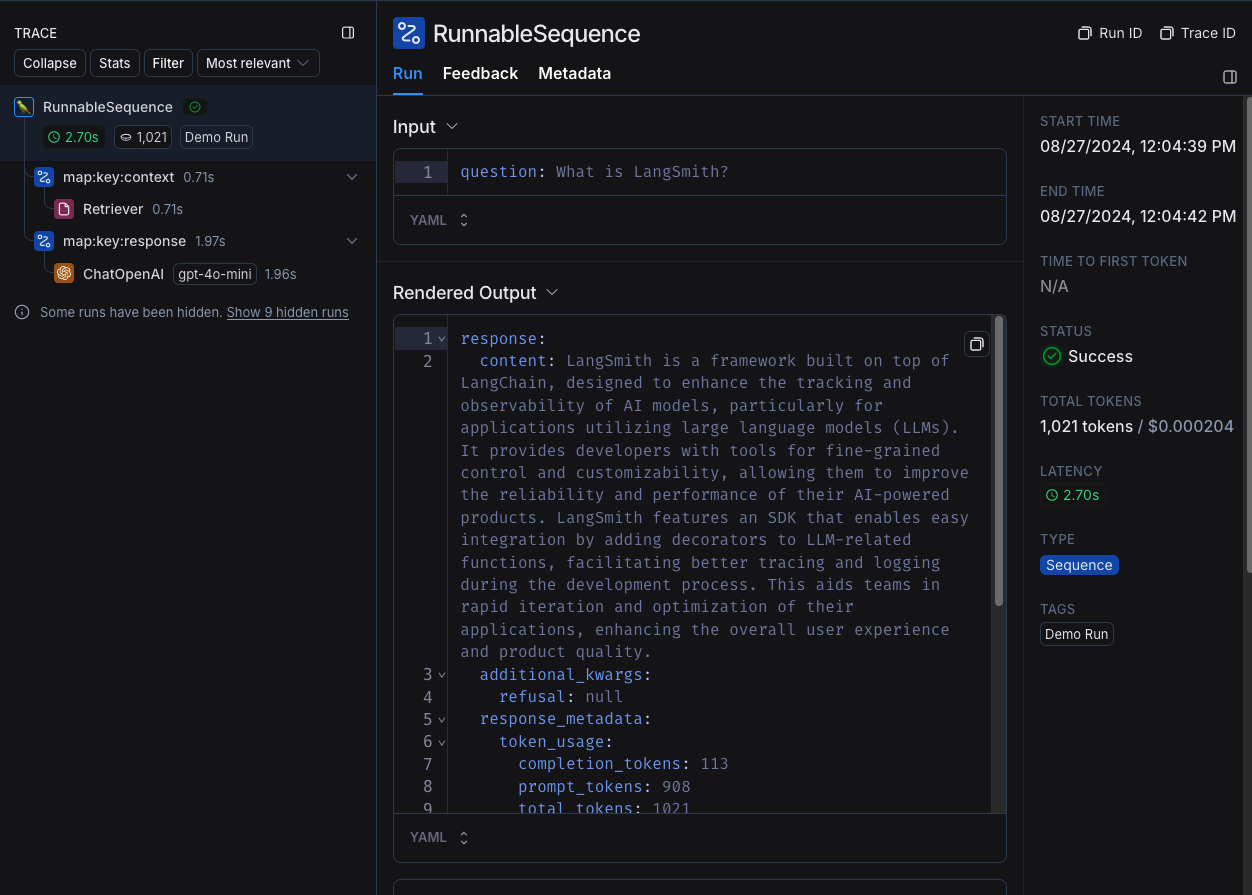 TRACE
Collapse Stats Filter Most relevant
RunnableSequence
2.70s 1,021 Demo Run
map:key:context 0.71s
Retriever 0.71s
map:key:response 1.97s
ChatOpenAI gpt-4o-mini 1.96s
Some runs have been hidden. Show 9 hidden runs
RunnableSequence
Run ID Trace ID
Run Feedback Metadata
Input
1 question: What is LangSmith?
YAML
Rendered Output
1 response:
2 content: LangSmith is a framework built on top of
LangChain, designed to enhance the tracking and
observability of AI models, particularly for
applications utilizing large language models (LLMs).
It provides developers with tools for fine-grained
control and customizability, allowing them to improve
the reliability and performance of their AI-powered
products. LangSmith features an SDK that enables easy
integration by adding decorators to LLM-related
functions, facilitating better tracing and logging
during the development process. This aids teams in
rapid iteration and optimization of their
applications, enhancing the overall user experience
and product quality.
3 additional_kwargs:
4 refusal: null
5 response_metadata:
6 token_usage:
7 completion_tokens: 113
8 prompt_tokens: 908
9 total_tokens: 1021
YAML
START TIME
08/27/2024, 12:04:39 PM
END TIME
08/27/2024, 12:04:42 PM
TIME TO FIRST TOKEN
N/A
STATUS
Success
TOTAL TOKENS
1,021 tokens / $0.000204
LATENCY
2.70s
TYPE
Sequence
TAGS
Demo Run